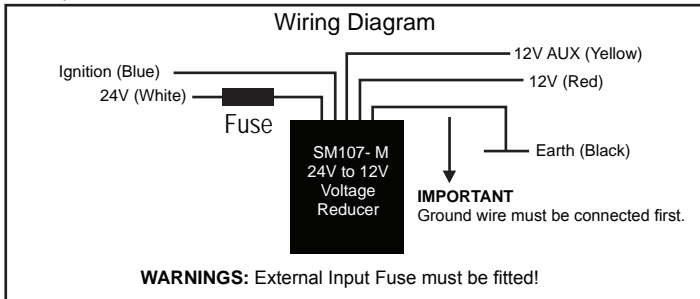 Wiring Diagram
Ignition (Blue)
24V (White)
Fuse
12V AUX (Yellow)
12V (Red)
Earth (Black)
SM107- M
24V to 12V
Voltage
Reducer
IMPORTANT
Ground wire must be connected first.
WARNINGS: External Input Fuse must be fitted!